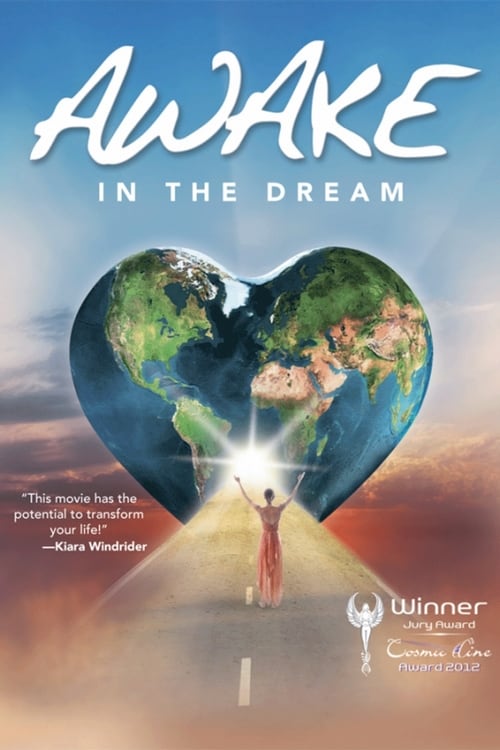 AWAKE
IN THE DREAM
“This movie has the
potential to transform
your life!”
—Kiara Windrider
Winner
Jury Award
Cosmic Cine
Award 2012